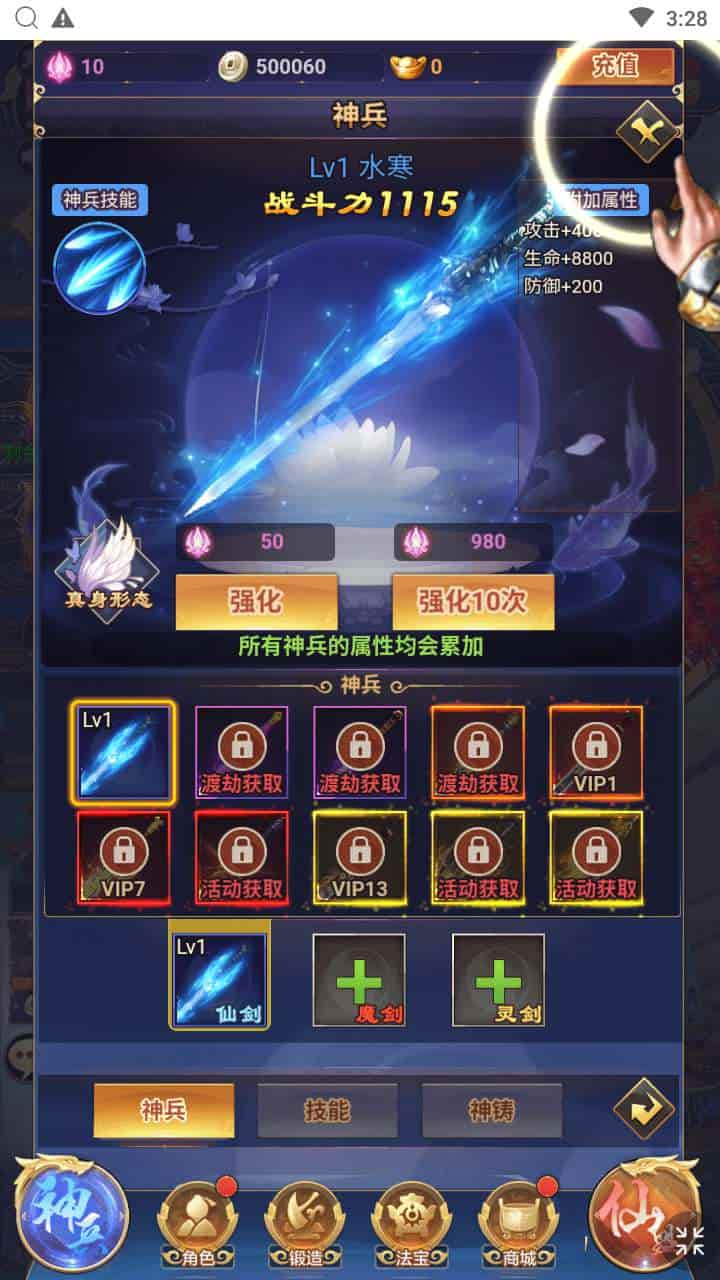 3:28
10
500060
0
充值
神兵
Lv1 水寒
神兵技能
战斗力1115
附加属性
攻击+400
生命+8800
防御+200
真身形态
50
980
强化
强化10次
所有神兵的属性均会累加
神兵
Lv1
渡劫获取
渡劫获取
渡劫获取
VIP1
VIP7
活动获取
VIP13
活动获取
活动获取
Lv1
仙剑
魔剑
灵剑
神兵
技能
神铸
神兵
角色
锻造
法宝
商城
仙